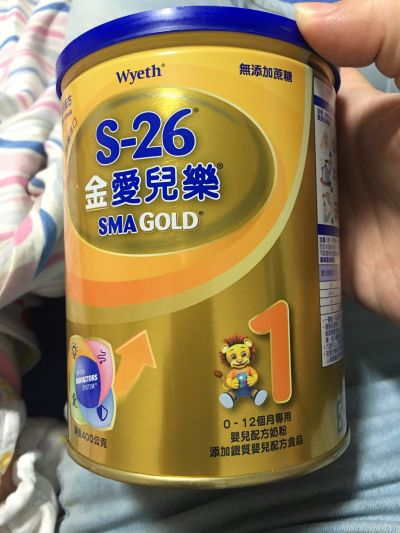 Wyeth®
無添加蔗糖
S-26®
金愛兒樂®
SMA GOLD®
1
BIOFACTORS
SYSTEM™
0 - 12個月專用
嬰兒配方奶粉
添加鐵質嬰兒配方食品
淨重400公克